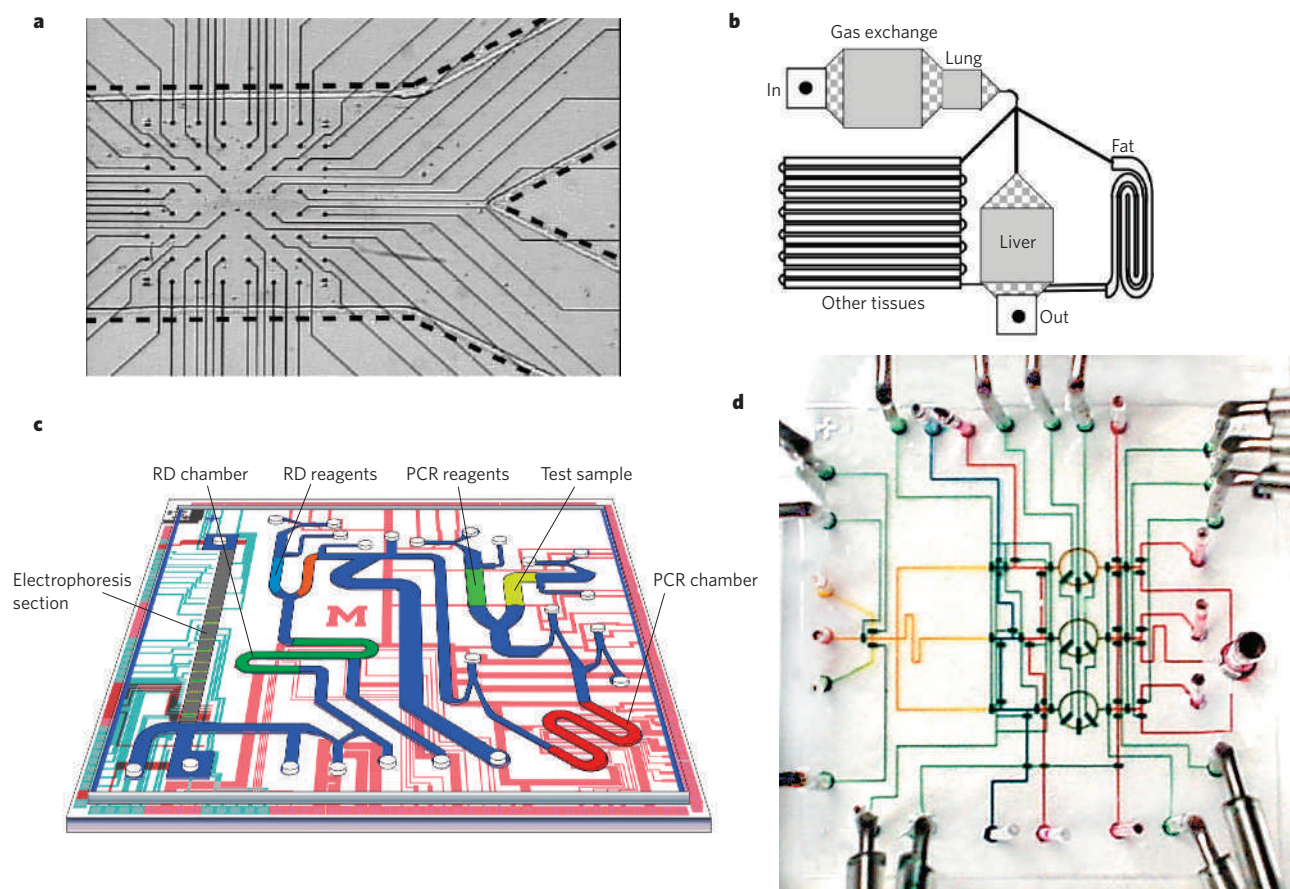 a
b
Gas exchange
Lung
In
Fat
Liver
Other tissues
Out
c
RD chamber
RD reagents
PCR reagents
Test sample
Electrophoresis
section
PCR chamber
M
d